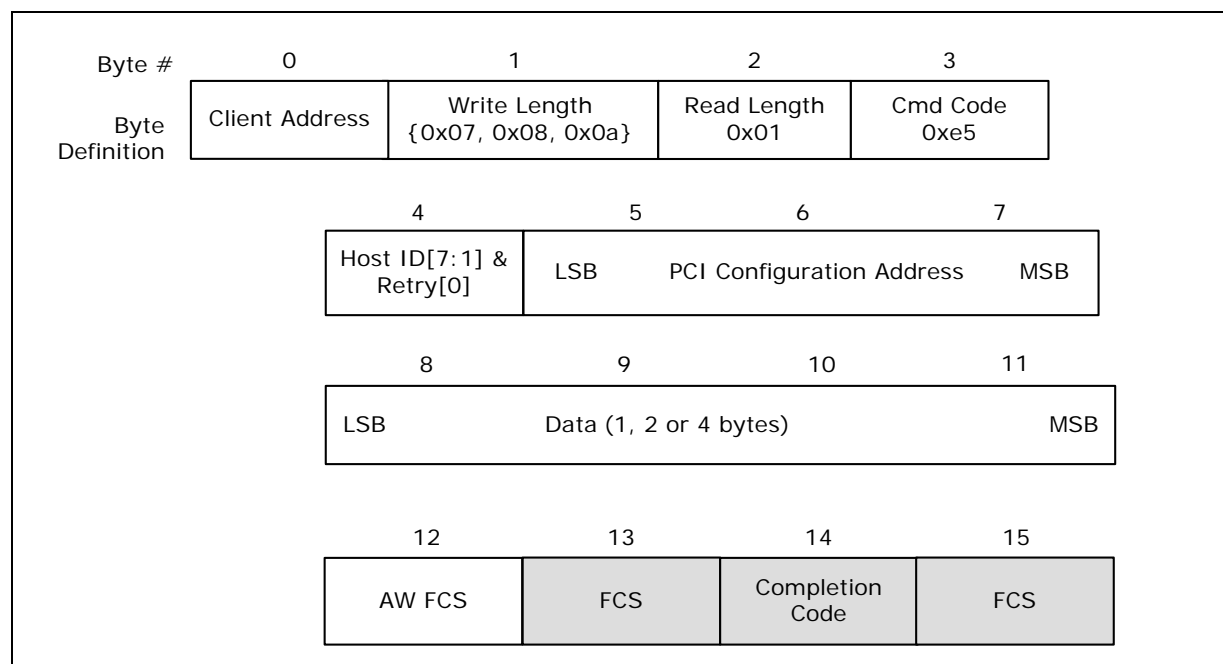 Byte # 0 1 2 3
Byte Definition
Client Address
Write Length
{0x07, 0x08, 0x0a}
Read Length
0x01
Cmd Code
0xe5
4 5 6 7
Host ID[7:1] &
Retry[0]
LSB PCI Configuration Address MSB
8 9 10 11
LSB Data (1, 2 or 4 bytes) MSB
12 13 14 15
AW FCS
FCS
Completion
Code
FCS